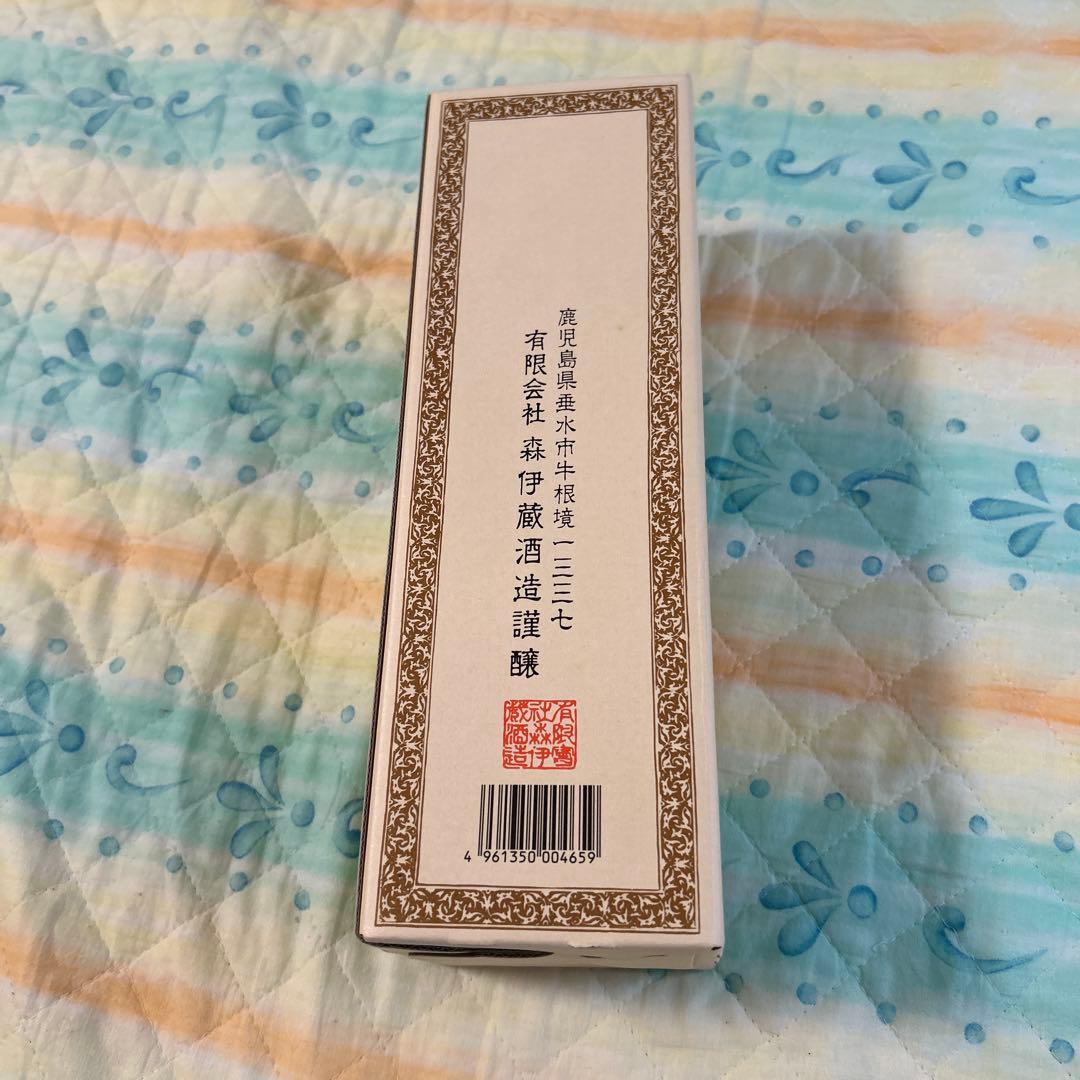 鹿児島県垂水市牛根境一三三七
有限会社 森伊蔵酒造謹醸
有限會
社森伊
蔵酒造
4 961350 004659